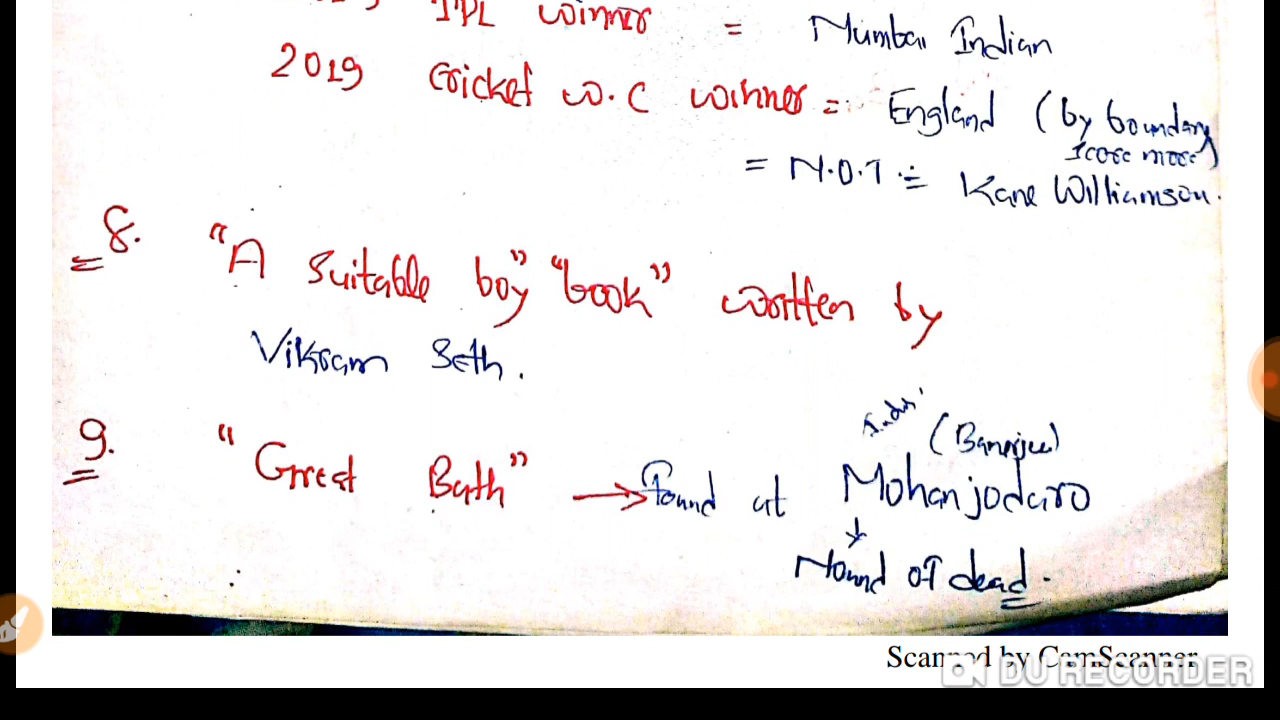 IPL winner = Mumbai Indian
2019 Cricket W.C winner = England (by boundary
score more)
= M.O.T = Kane Williamson.
8. "A Suitable boy" "book" written by
Vikram Seth.
Indus
9. "Great Bath" → Found at Mohanjodaro (Banerjee)
↓
Mound of dead.
Scanned by CamScanner
DU RECORDER